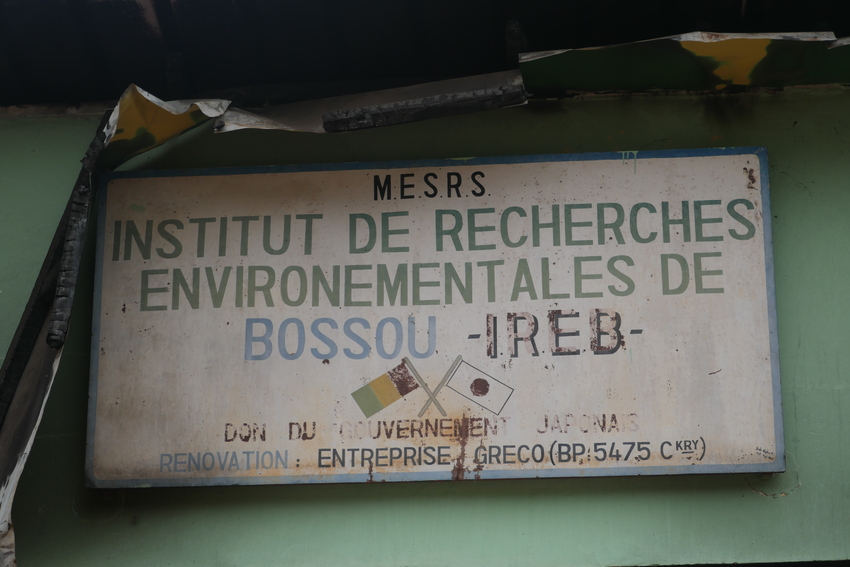 M.E.S.R.S.
INSTITUT DE RECHERCHES
ENVIRONEMENTALES DE
BOSSOU -IREB-
DON DU GOUVERNEMENT JAPONAIS
RENOVATION : ENTREPRISE GRECO (BP:5475 CKRY)